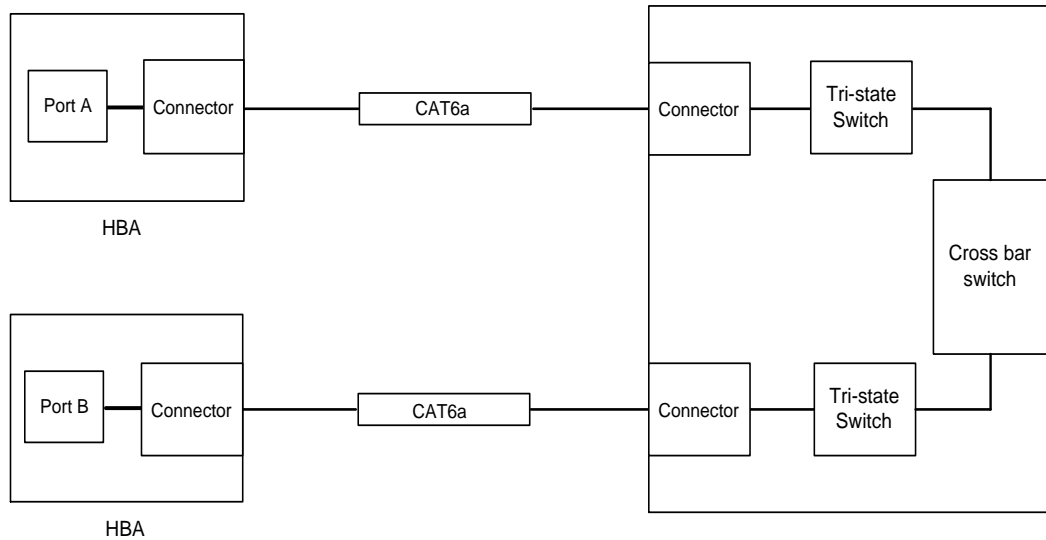 Port A
Connector
CAT6a
Connector
Tri-state
Switch
HBA
Cross bar
switch
Port B
Connector
CAT6a
Connector
Tri-state
Switch
HBA